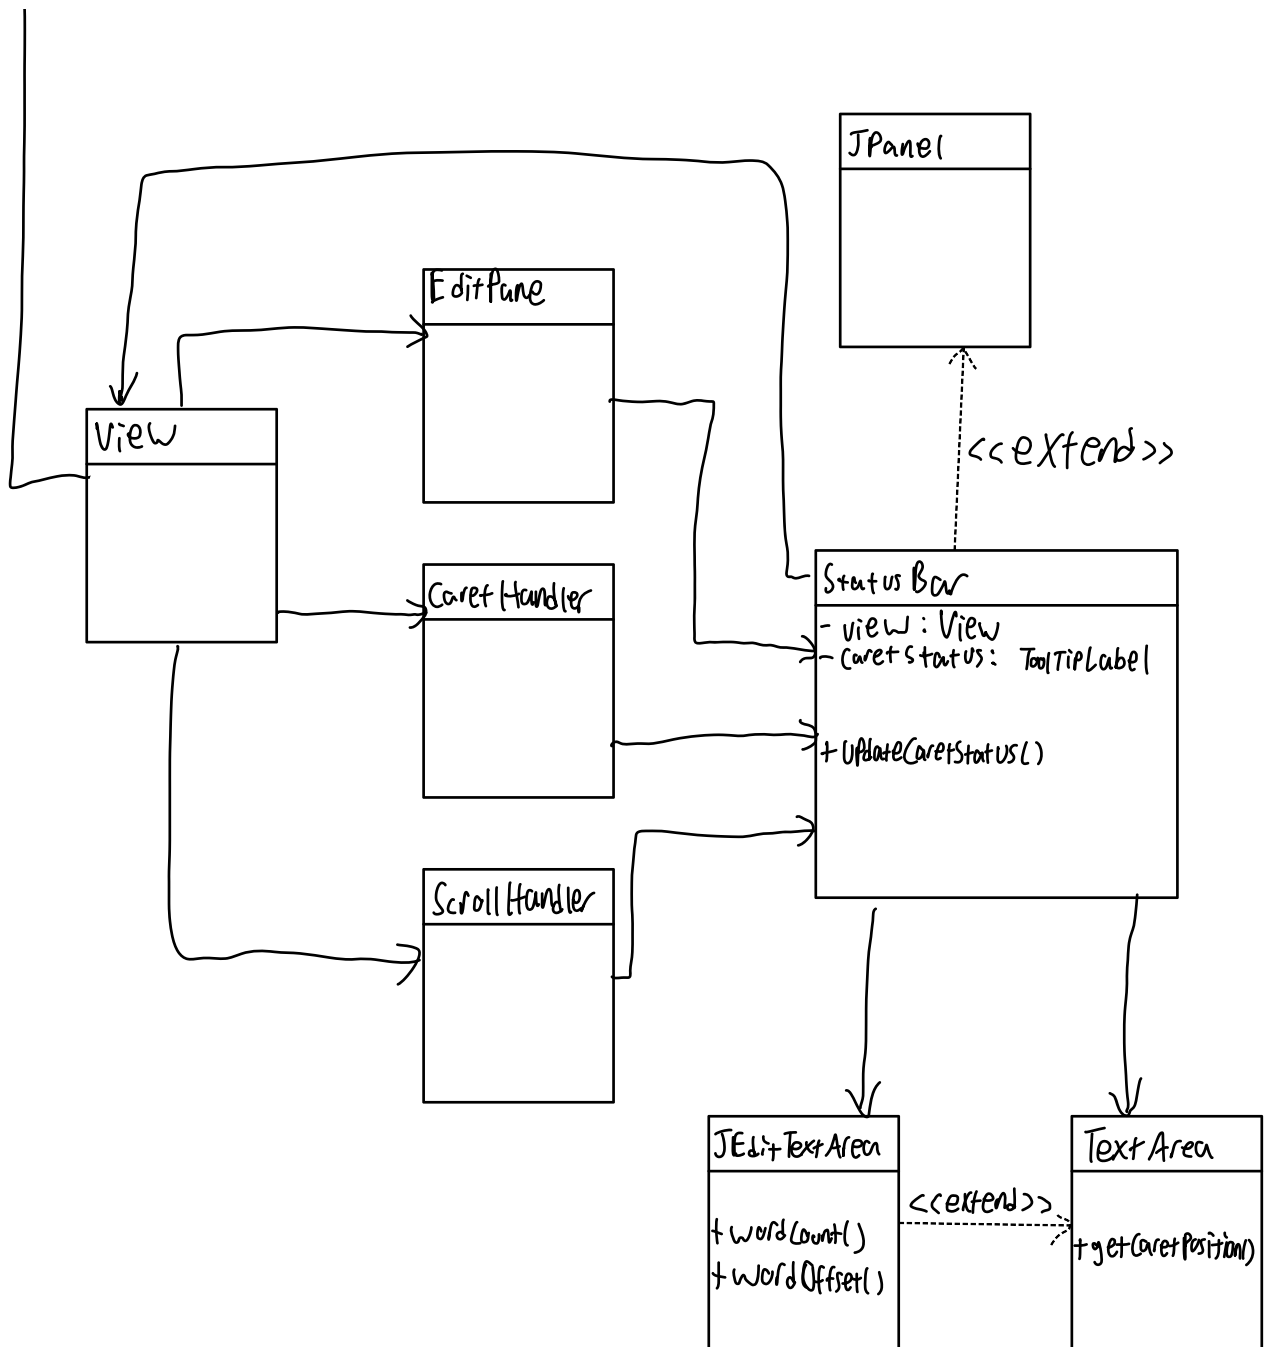 JPanel
EditPane
<<extend>>
View
StatusBar
- view : View
- CaretStatus: ToolTipLabel
+ UpdateCaretStatus()
CaretHandler
ScrollHandler
JEditTextArea
+ wordCount()
+ wordOffset()
<<extend>>
TextArea
+ getCaretPosition()